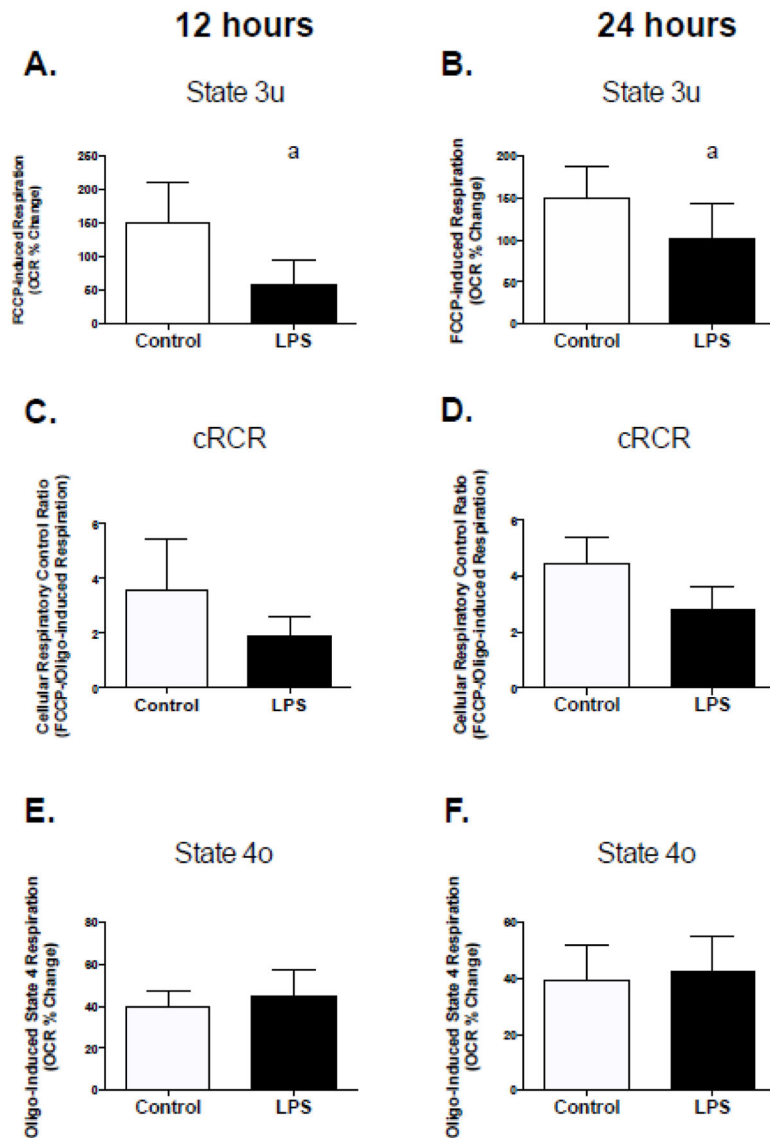 12 hours
24 hours
A.
State 3u
a
FCCP-induced Respiration
(OCR % Change)
250
200
150
100
50
0
Control
LPS
B.
State 3u
a
FCCP-induced Respiration
(OCR % Change)
200
150
100
50
0
Control
LPS
C.
cRCR
Cellular Respiratory Control Ratio
(FCCP-/Oligo-induced Respiration)
6
4
2
0
Control
LPS
D.
cRCR
Cellular Respiratory Control Ratio
(FCCP-/Oligo-induced Respiration)
6
4
2
0
Control
LPS
E.
State 4o
Oligo-Induced State 4 Respiration
(OCR % Change)
80
60
40
20
0
Control
LPS
F.
State 4o
Oligo-Induced State 4 Respiration
(OCR % Change)
60
40
20
0
Control
LPS